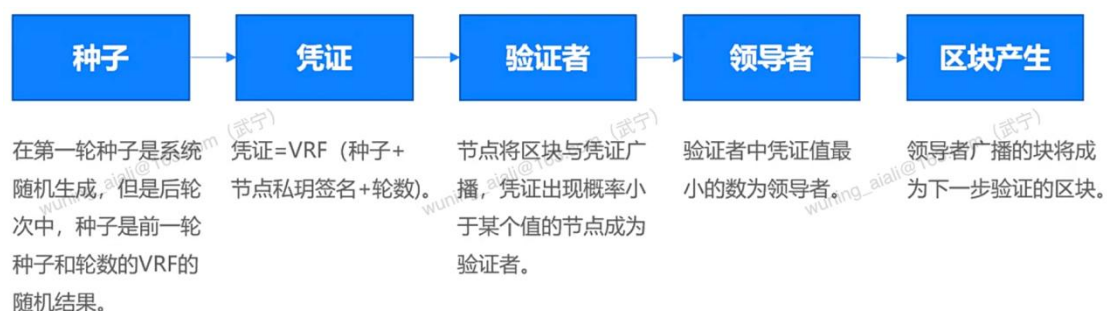 种子
凭证
验证者
领导者
区块产生
在第一轮种子是系统
随机生成，但是后轮
次中，种子是前一轮
种子和轮数的VRF的
随机结果。
凭证=VRF（种子+
节点私玥签名+轮数)。
节点将区块与凭证广
播，凭证出现概率小
于某个值的节点成为
验证者。
验证者中凭证值最
小的数为领导者。
领导者广播的块将成
为下一步验证的区块。